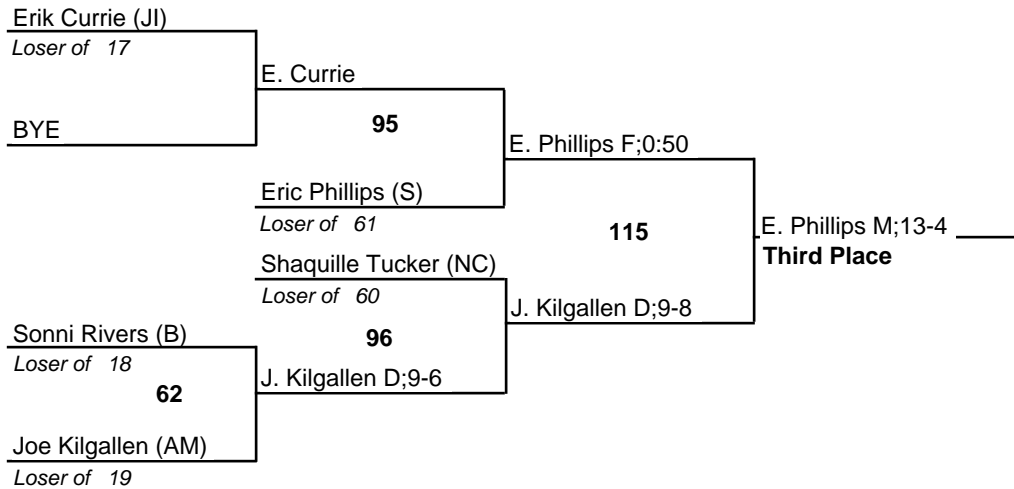 Erik Currie (JI)
Loser of 17
E. Currie
95
BYE
E. Phillips F;0:50
Eric Phillips (S)
Loser of 61
115
E. Phillips M;13-4
Third Place
Shaquille Tucker (NC)
Loser of 60
J. Kilgallen D;9-8
Sonni Rivers (B)
96
Loser of 18
J. Kilgallen D;9-6
62
Joe Kilgallen (AM)
Loser of 19